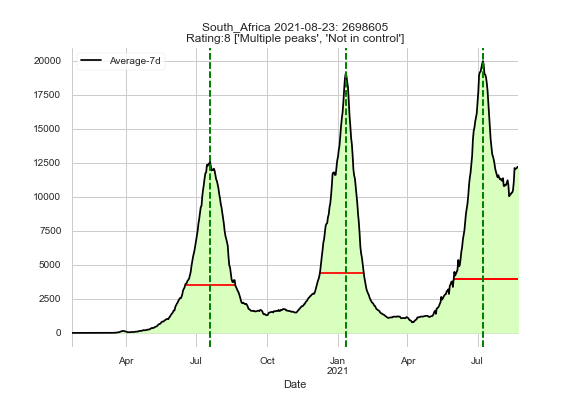 South_Africa 2021-08-23: 2698605
Rating:8 ['Multiple peaks', 'Not in control']
Average-7d
20000
17500
15000
12500
10000
7500
5000
2500
0
Apr Jul Oct Jan Apr Jul
2021
Date